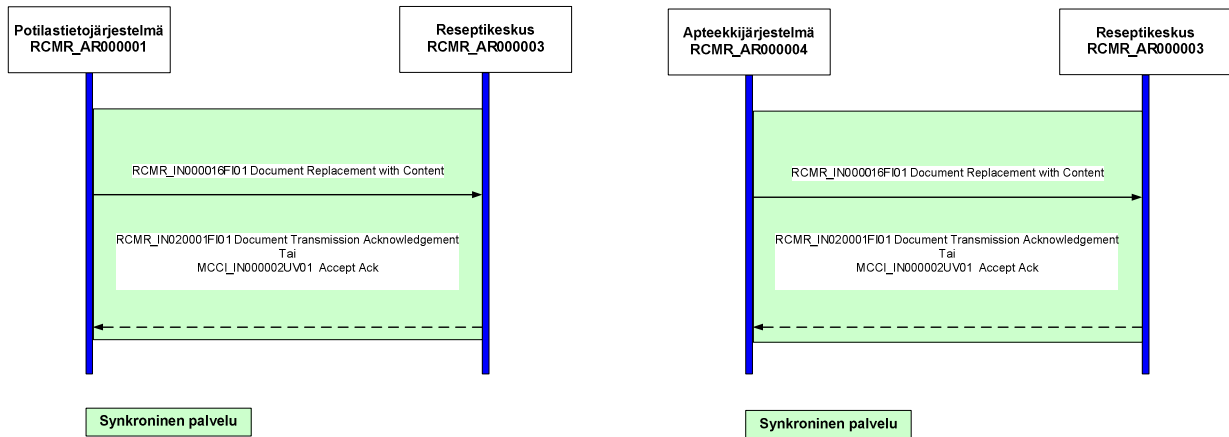 Potilastietojärjestelmä
RCMR_AR000001
Reseptikeskus
RCMR_AR000003
RCMR_IN000016FI01 Document Replacement with Content
RCMR_IN020001FI01 Document Transmission Acknowledgement
Tai
MCCI_IN000002UV01 Accept Ack
Synkroninen palvelu
Apteekkijärjestelmä
RCMR_AR000004
Reseptikeskus
RCMR_AR000003
RCMR_IN000016FI01 Document Replacement with Content
RCMR_IN020001FI01 Document Transmission Acknowledgement
Tai
MCCI_IN000002UV01 Accept Ack
Synkroninen palvelu